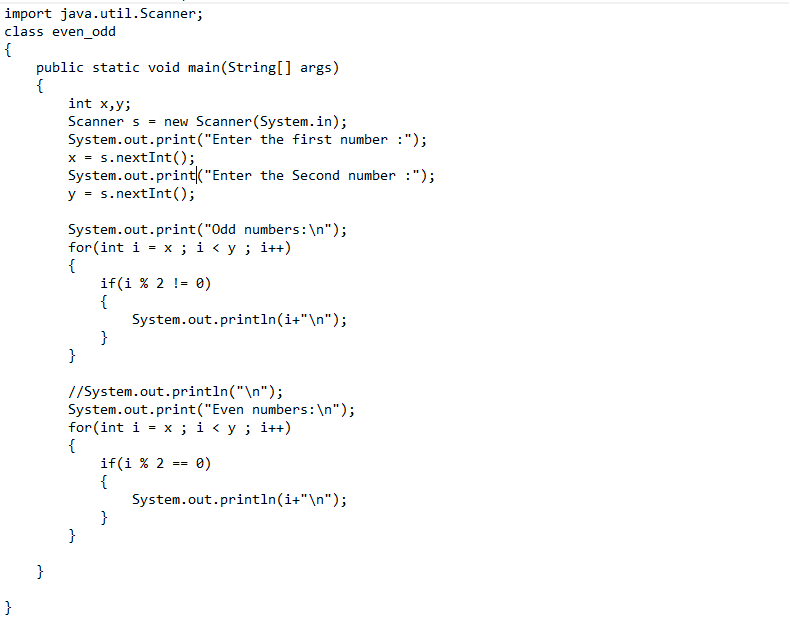 import java.util.Scanner;
class even_odd
{
    public static void main(String[] args)
    {
        int x,y;
        Scanner s = new Scanner(System.in);
        System.out.print("Enter the first number :");
        x = s.nextInt();
        System.out.print("Enter the Second number :");
        y = s.nextInt();

        System.out.print("Odd numbers:\n");
        for(int i = x ; i < y ; i++)
        {
            if(i % 2 != 0)
            {
                System.out.println(i+"\n");
            }
        }

        //System.out.println("\n");
        System.out.print("Even numbers:\n");
        for(int i = x ; i < y ; i++)
        {
            if(i % 2 == 0)
            {
                System.out.println(i+"\n");
            }
        }

    }

}